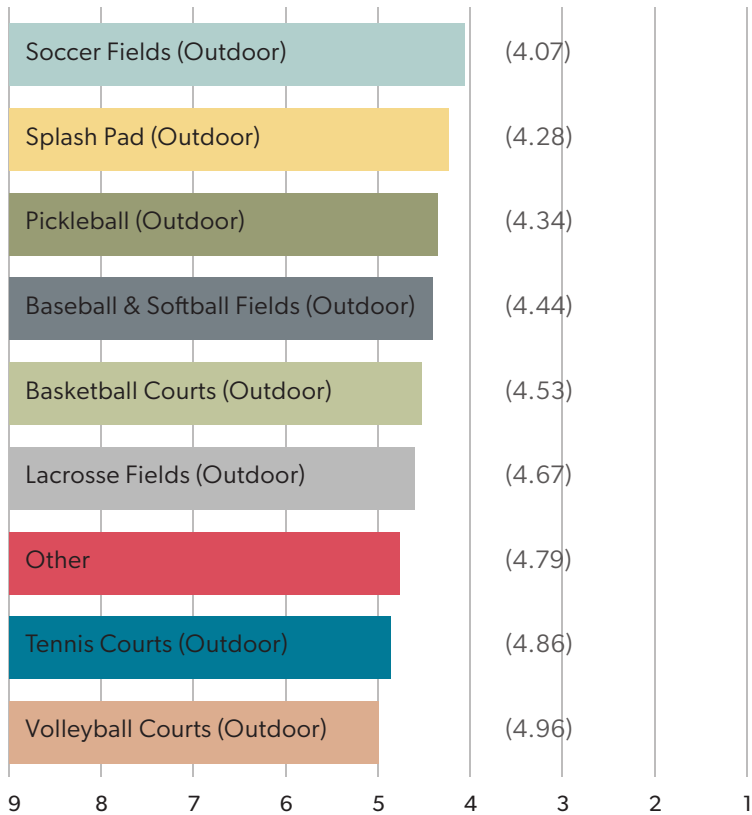 Soccer Fields (Outdoor) (4.07)
Splash Pad (Outdoor) (4.28)
Pickleball (Outdoor) (4.34)
Baseball & Softball Fields (Outdoor) (4.44)
Basketball Courts (Outdoor) (4.53)
Lacrosse Fields (Outdoor) (4.67)
Other (4.79)
Tennis Courts (Outdoor) (4.86)
Volleyball Courts (Outdoor) (4.96)
9 8 7 6 5 4 3 2 1